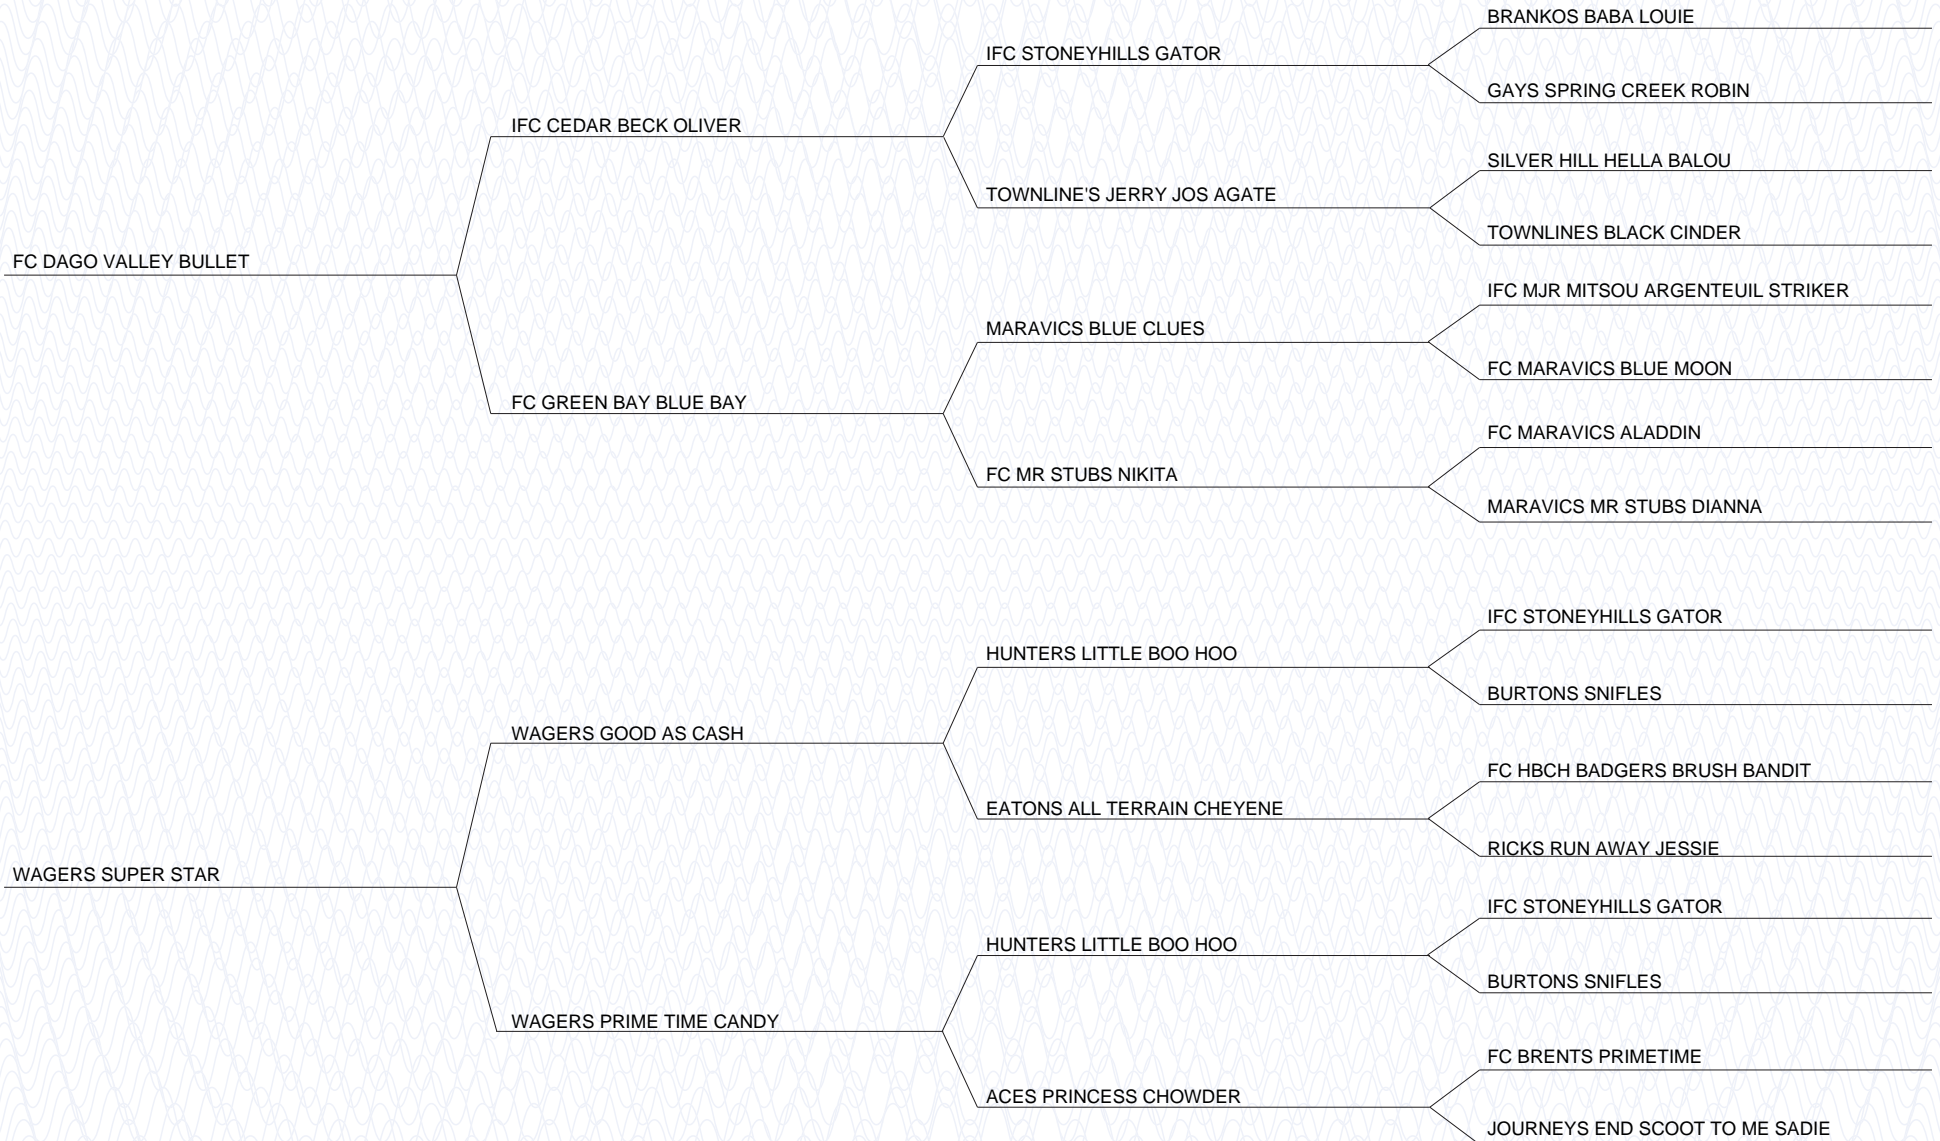 BRANKOS BABA LOUIE
IFC STONEYHILLS GATOR
GAYS SPRING CREEK ROBIN
IFC CEDAR BECK OLIVER
SILVER HILL HELLA BALOU
TOWNLINE'S JERRY JOS AGATE
TOWNLINES BLACK CINDER
FC DAGO VALLEY BULLET
IFC MJR MITSOU ARGENTEUIL STRIKER
MARAVICS BLUE CLUES
FC MARAVICS BLUE MOON
FC GREEN BAY BLUE BAY
FC MARAVICS ALADDIN
FC MR STUBS NIKITA
MARAVICS MR STUBS DIANNA
IFC STONEYHILLS GATOR
HUNTERS LITTLE BOO HOO
BURTONS SNIFLES
WAGERS GOOD AS CASH
FC HBCH BADGERS BRUSH BANDIT
EATONS ALL TERRAIN CHEYENE
RICKS RUN AWAY JESSIE
WAGERS SUPER STAR
IFC STONEYHILLS GATOR
HUNTERS LITTLE BOO HOO
BURTONS SNIFLES
WAGERS PRIME TIME CANDY
FC BRENTS PRIMETIME
ACES PRINCESS CHOWDER
JOURNEYS END SCOOT TO ME SADIE